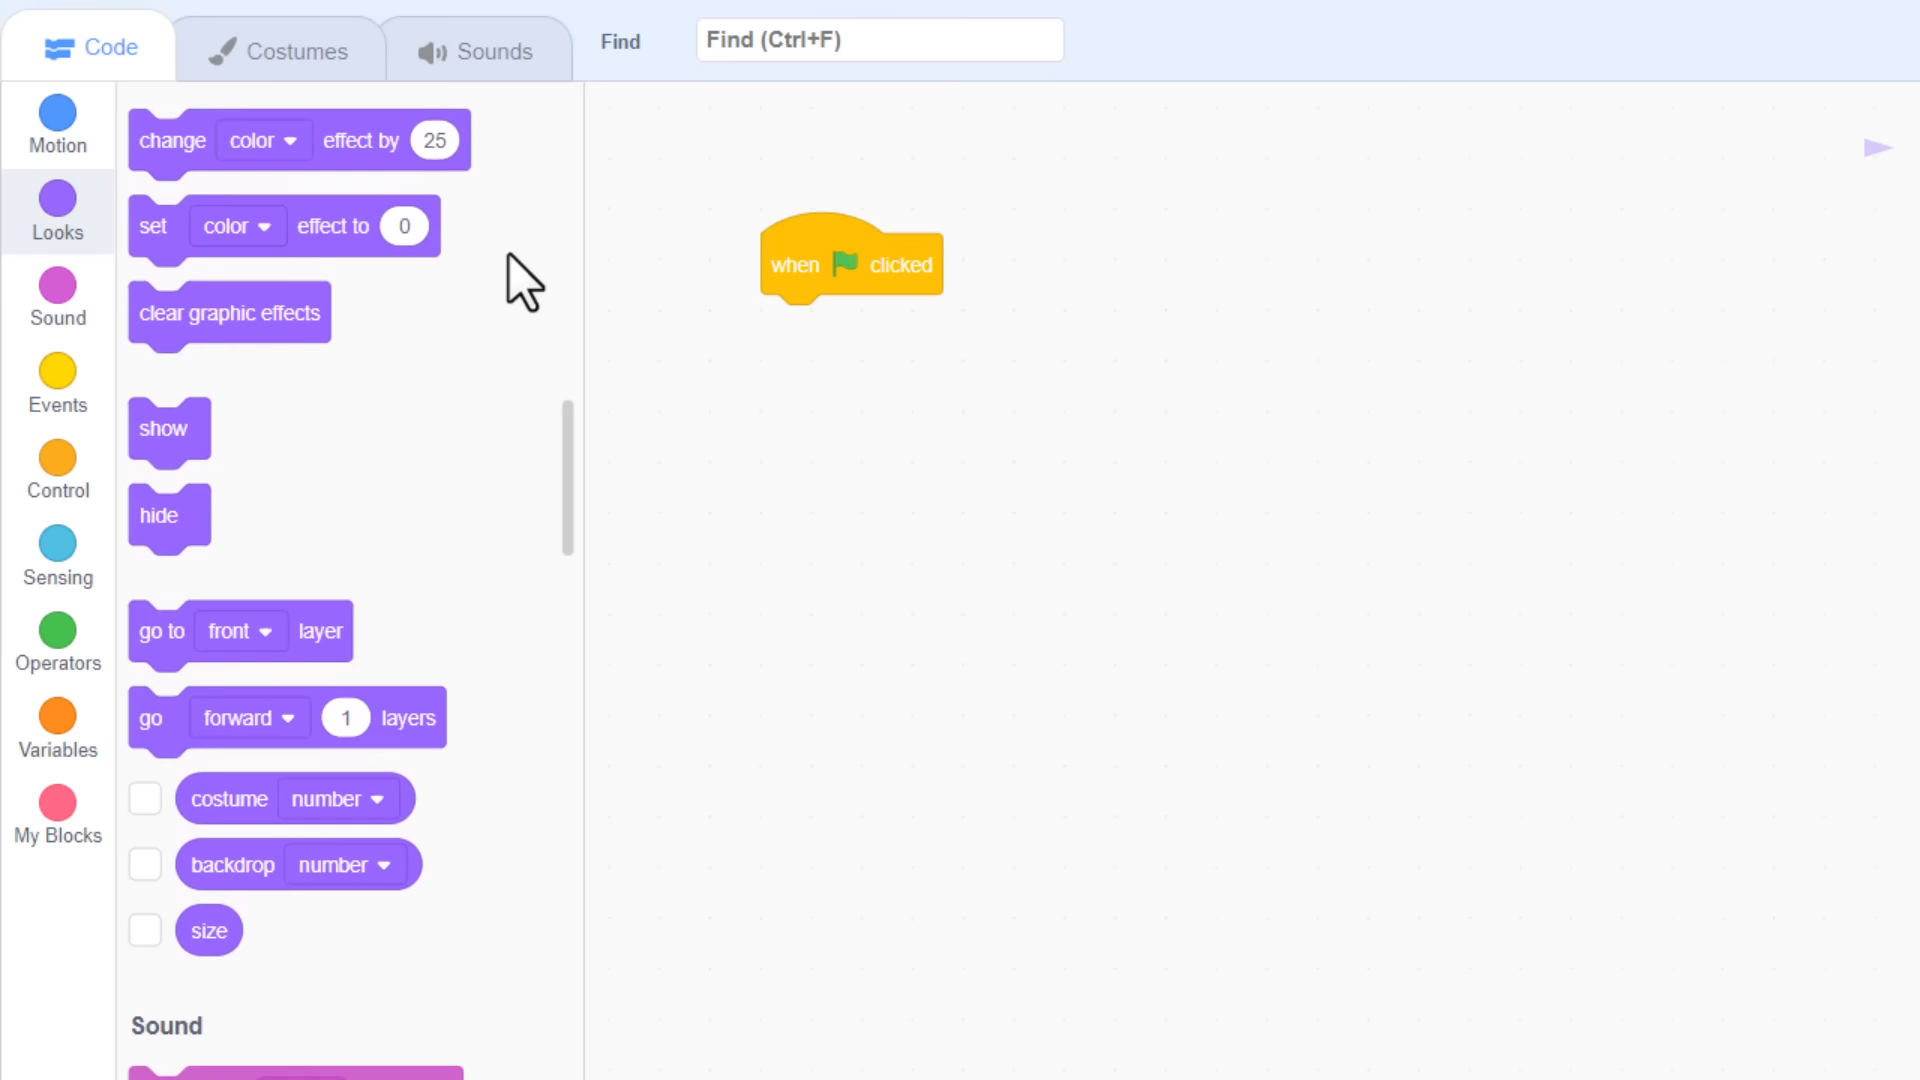 Code
Costumes
Sounds
Find
Find (Ctrl+F)
Motion
Looks
Sound
Events
Control
Sensing
Operators
Variables
My Blocks
change color effect by 25
set color effect to 0
clear graphic effects
show
hide
go to front layer
go forward 1 layers
costume number
backdrop number
size
Sound
when clicked